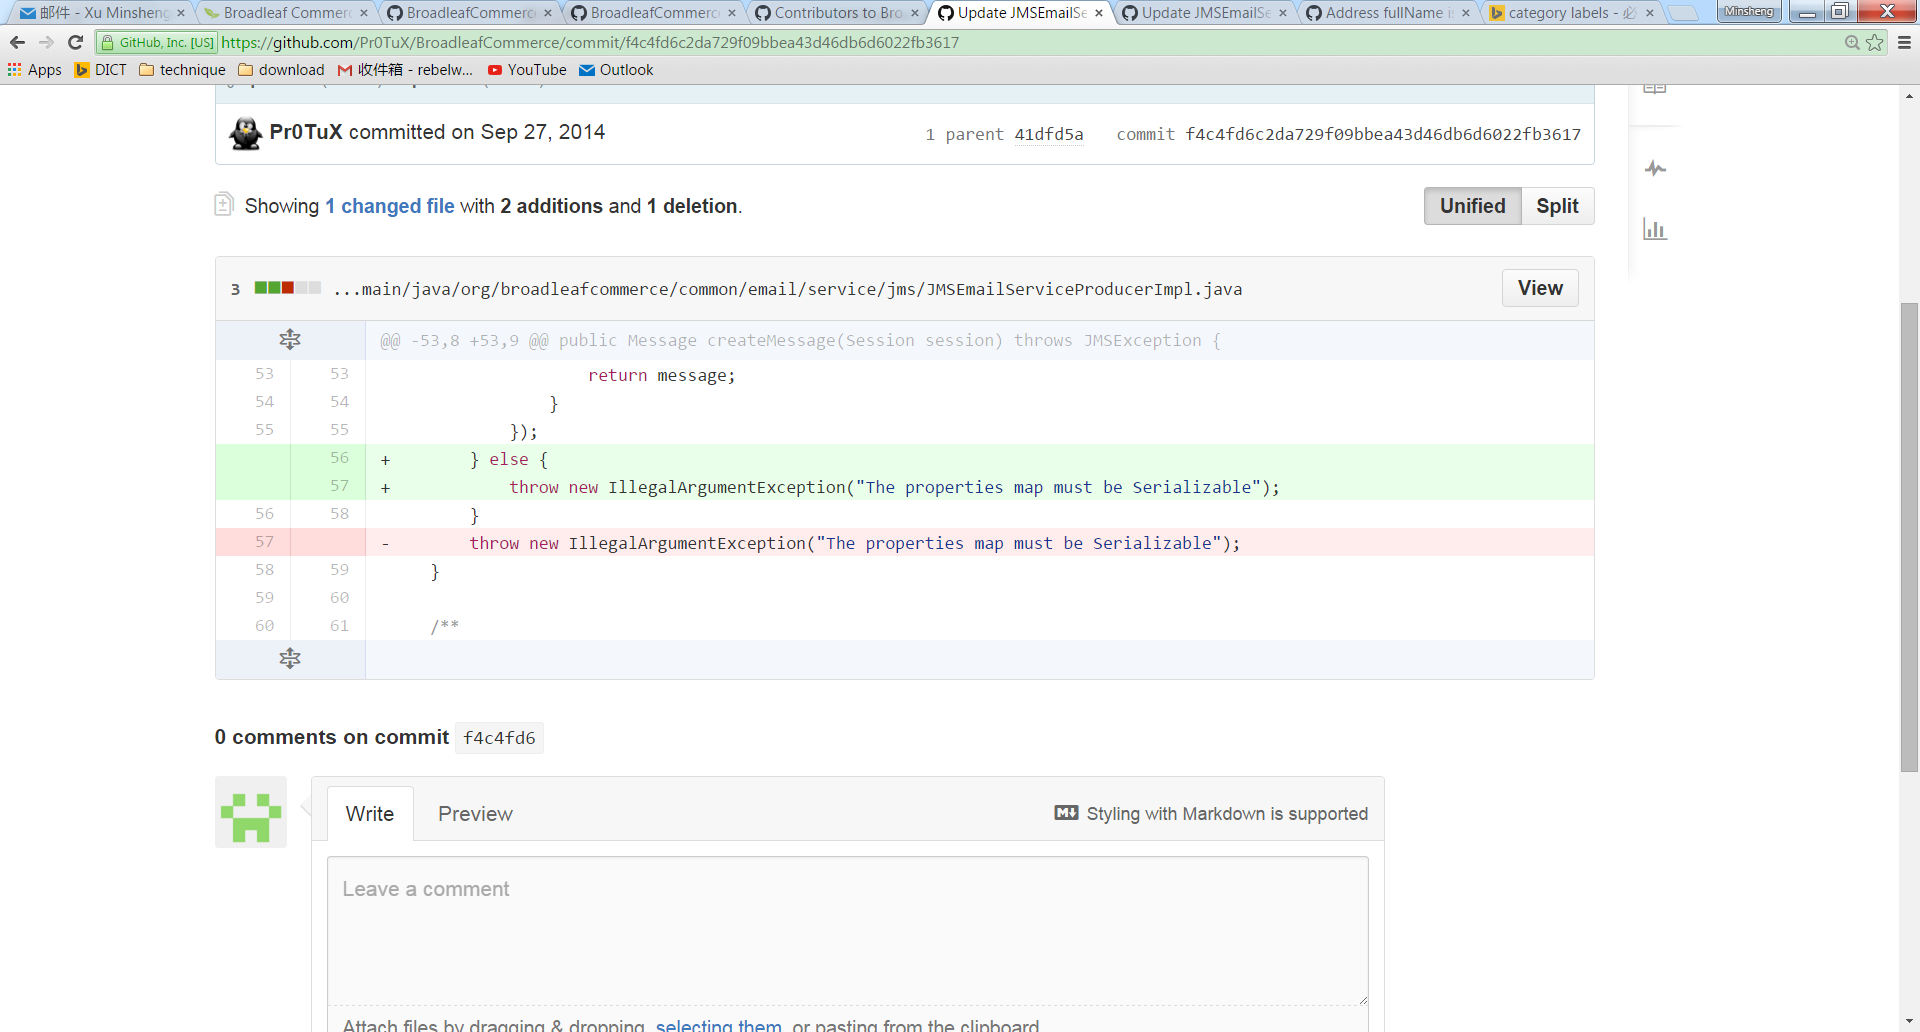 邮件 - Xu Minsheng
Broadleaf Commerc
BroadleafCommerce
BroadleafCommerce
Contributors to Bro
Update JMSEmailSe
Update JMSEmailSe
Address fullName is
category labels - 必
Minsheng
GitHub, Inc. [US]
https://github.com/Pr0TuX/BroadleafCommerce/commit/f4c4fd6c2da729f09bbea43d46db6d6022fb3617
Apps DICT technique download 收件箱 - rebelw... YouTube Outlook
Pr0TuX committed on Sep 27, 2014
1 parent 41dfd5a commit f4c4fd6c2da729f09bbea43d46db6d6022fb3617
Showing 1 changed file with 2 additions and 1 deletion.
Unified Split
3 ...main/java/org/broadleafcommerce/common/email/service/jms/JMSEmailServiceProducerImpl.java
View
@@ -53,8 +53,9 @@ public Message createMessage(Session session) throws JMSException {
53 53 return message;
54 54 }
55 55 });
56 + } else {
57 + throw new IllegalArgumentException("The properties map must be Serializable");
56 58 }
57 - throw new IllegalArgumentException("The properties map must be Serializable");
58 59 }
59 60
60 61 /**
0 comments on commit f4c4fd6
Write Preview
Styling with Markdown is supported
Leave a comment
Attach files by dragging & dropping, selecting them, or pasting from the clipboard.